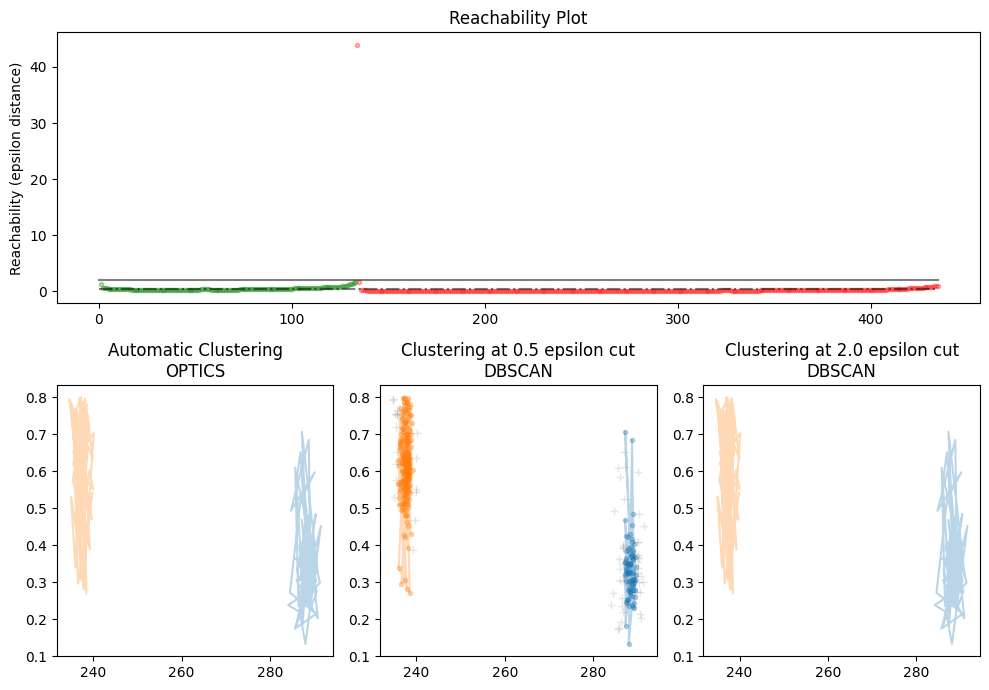 Reachability Plot
Reachability (epsilon distance)
40
30
20
10
0
0 100 200 300 400
Automatic Clustering
OPTICS
Clustering at 0.5 epsilon cut
DBSCAN
Clustering at 2.0 epsilon cut
DBSCAN
0.8
0.7
0.6
0.5
0.4
0.3
0.2
0.1
240 260 280
0.8
0.7
0.6
0.5
0.4
0.3
0.2
0.1
240 260 280
0.8
0.7
0.6
0.5
0.4
0.3
0.2
0.1
240 260 280